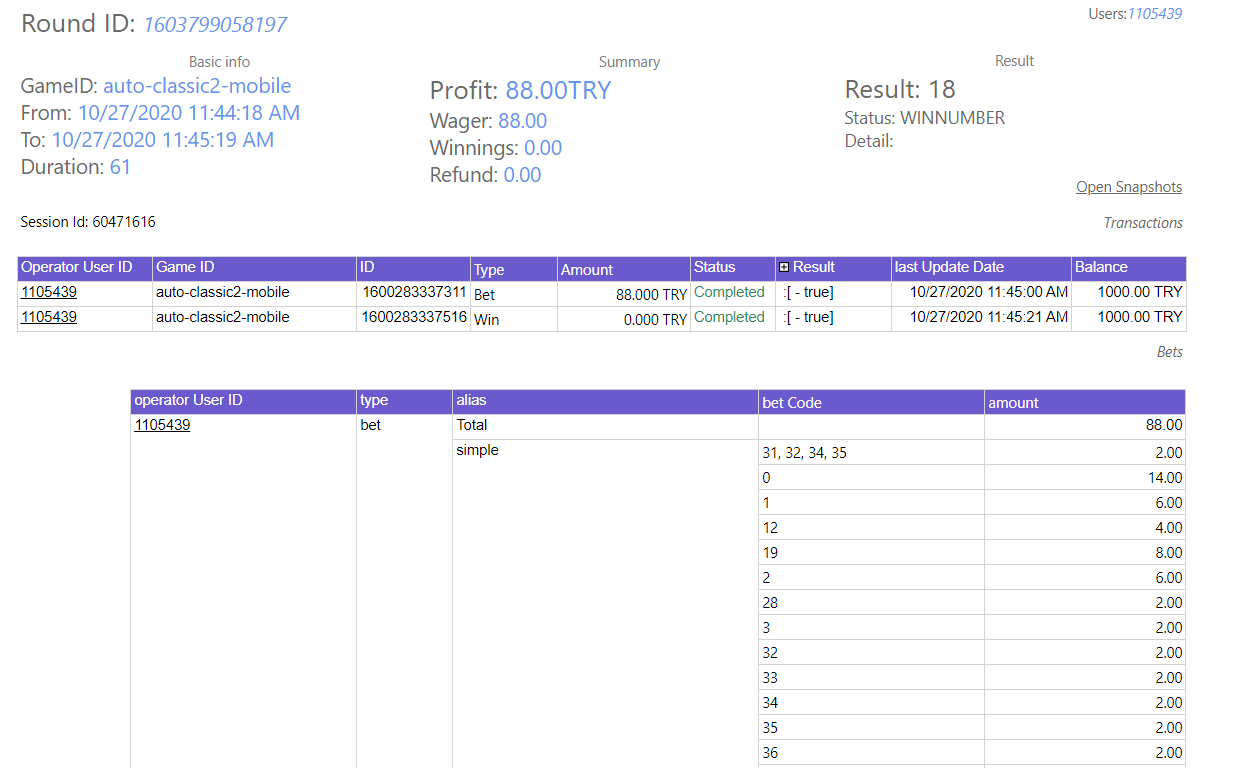 Round ID: 1603799058197
Users:1105439
Basic info
GameID: auto-classic2-mobile
From: 10/27/2020 11:44:18 AM
To: 10/27/2020 11:45:19 AM
Duration: 61
Summary
Profit: 88.00TRY
Wager: 88.00
Winnings: 0.00
Refund: 0.00
Result
Result: 18
Status: WINNUMBER
Detail:
Open Snapshots
Session Id: 60471616
Transactions
Operator User ID Game ID ID Type Amount Status Result last Update Date Balance
1105439 auto-classic2-mobile 1600283337311 Bet 88.000 TRY Completed :[ - true] 10/27/2020 11:45:00 AM 1000.00 TRY
1105439 auto-classic2-mobile 1600283337516 Win 0.000 TRY Completed :[ - true] 10/27/2020 11:45:21 AM 1000.00 TRY
Bets
operator User ID type alias bet Code amount
1105439 bet Total 88.00
simple 31, 32, 34, 35 2.00
0 14.00
1 6.00
12 4.00
19 8.00
2 6.00
28 2.00
3 2.00
32 2.00
33 2.00
34 2.00
35 2.00
36 2.00